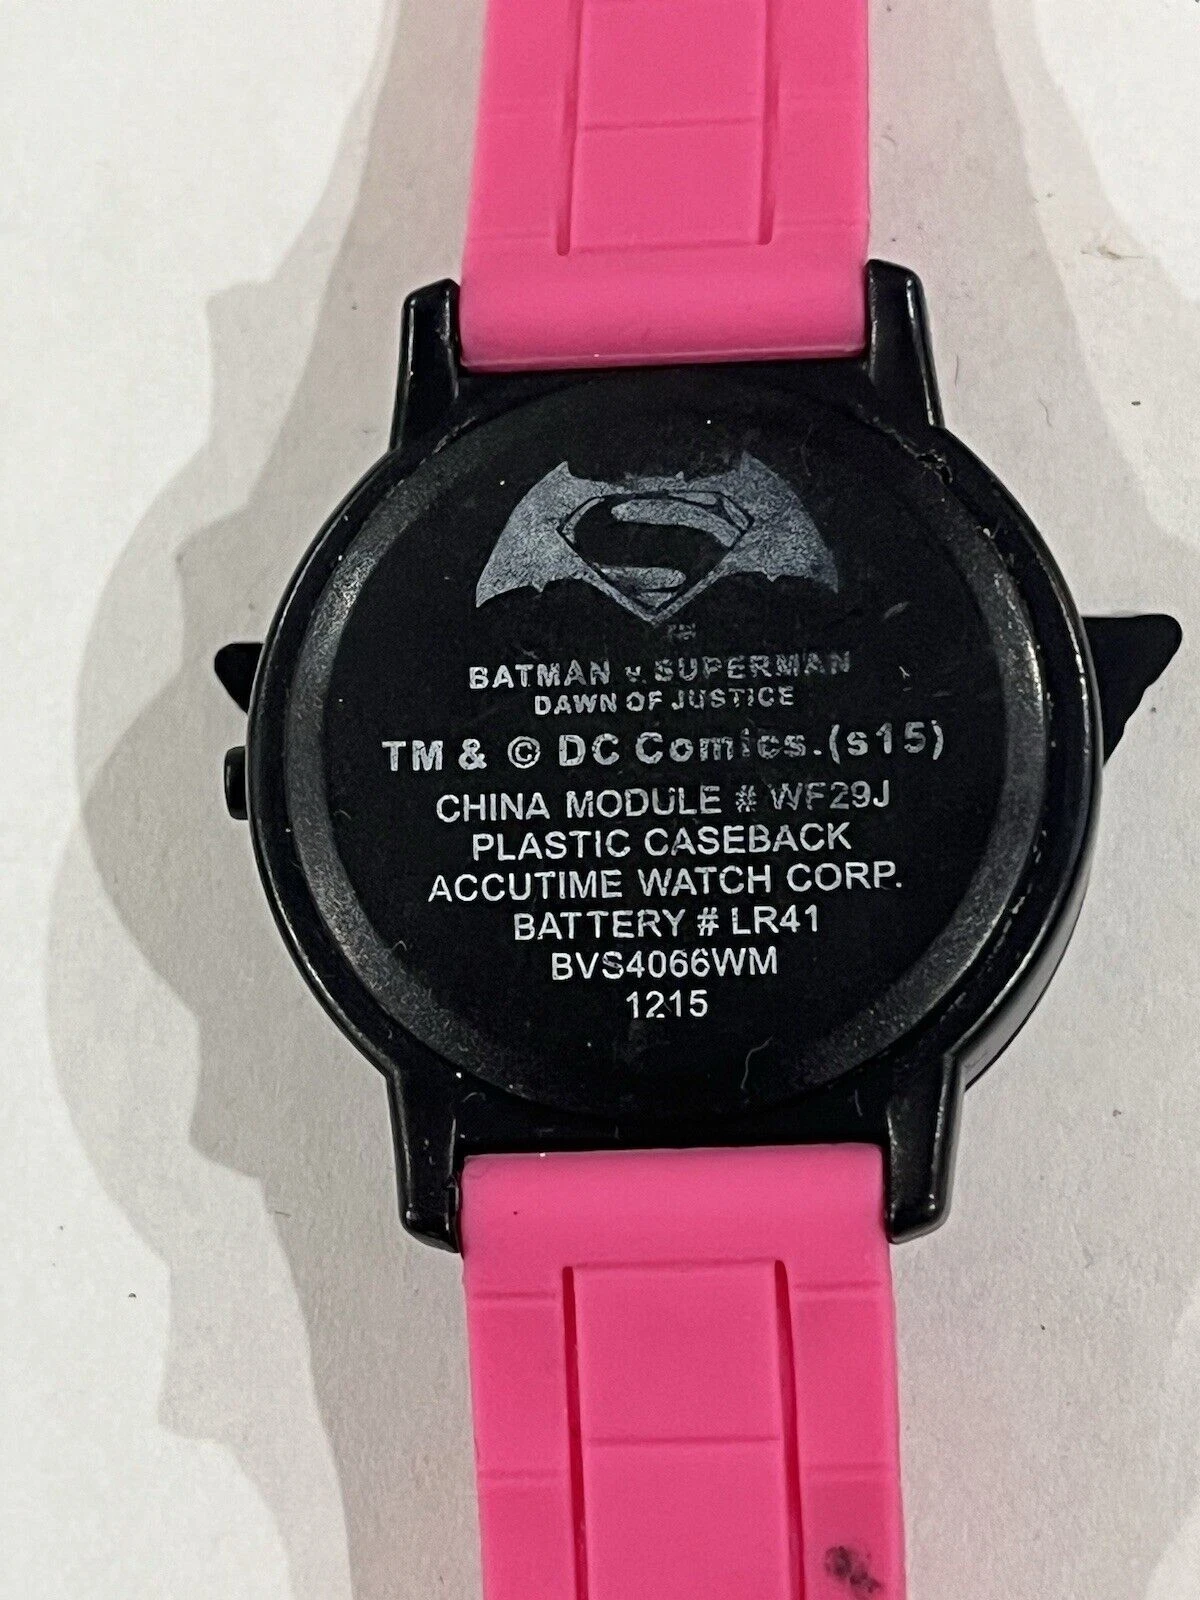 BATMAN v SUPERMAN
DAWN OF JUSTICE
TM & © DC Comics. (s15)
CHINA MODULE # WF29J
PLASTIC CASEBACK
ACCUTIME WATCH CORP.
BATTERY # LR41
BVS4066WM
1215